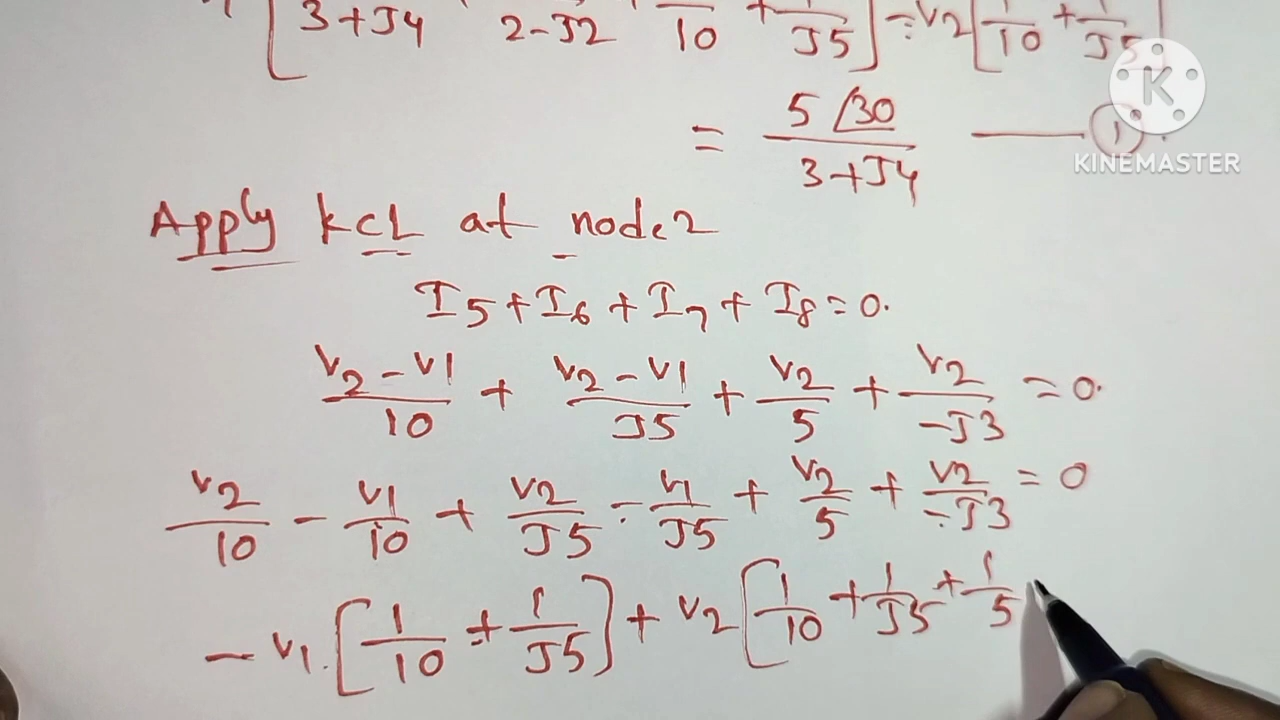 [ 3+J4 2-J2 10 + J5 ] - V2 [ 1/10 + 1/J5 ]
= 5∠30 / 3+J4 —— ①
K
KINEMASTER
Apply KCL at node2
I5 + I6 + I7 + I8 = 0.
V2-V1/10 + V2-V1/J5 + V2/5 + V2/-J3 = 0.
V2/10 - V1/10 + V2/J5 - V1/J5 + V2/5 + V2/-J3 = 0
- V1. [ 1/10 + 1/J5 ] + V2 [ 1/10 + 1/J5 + 1/5